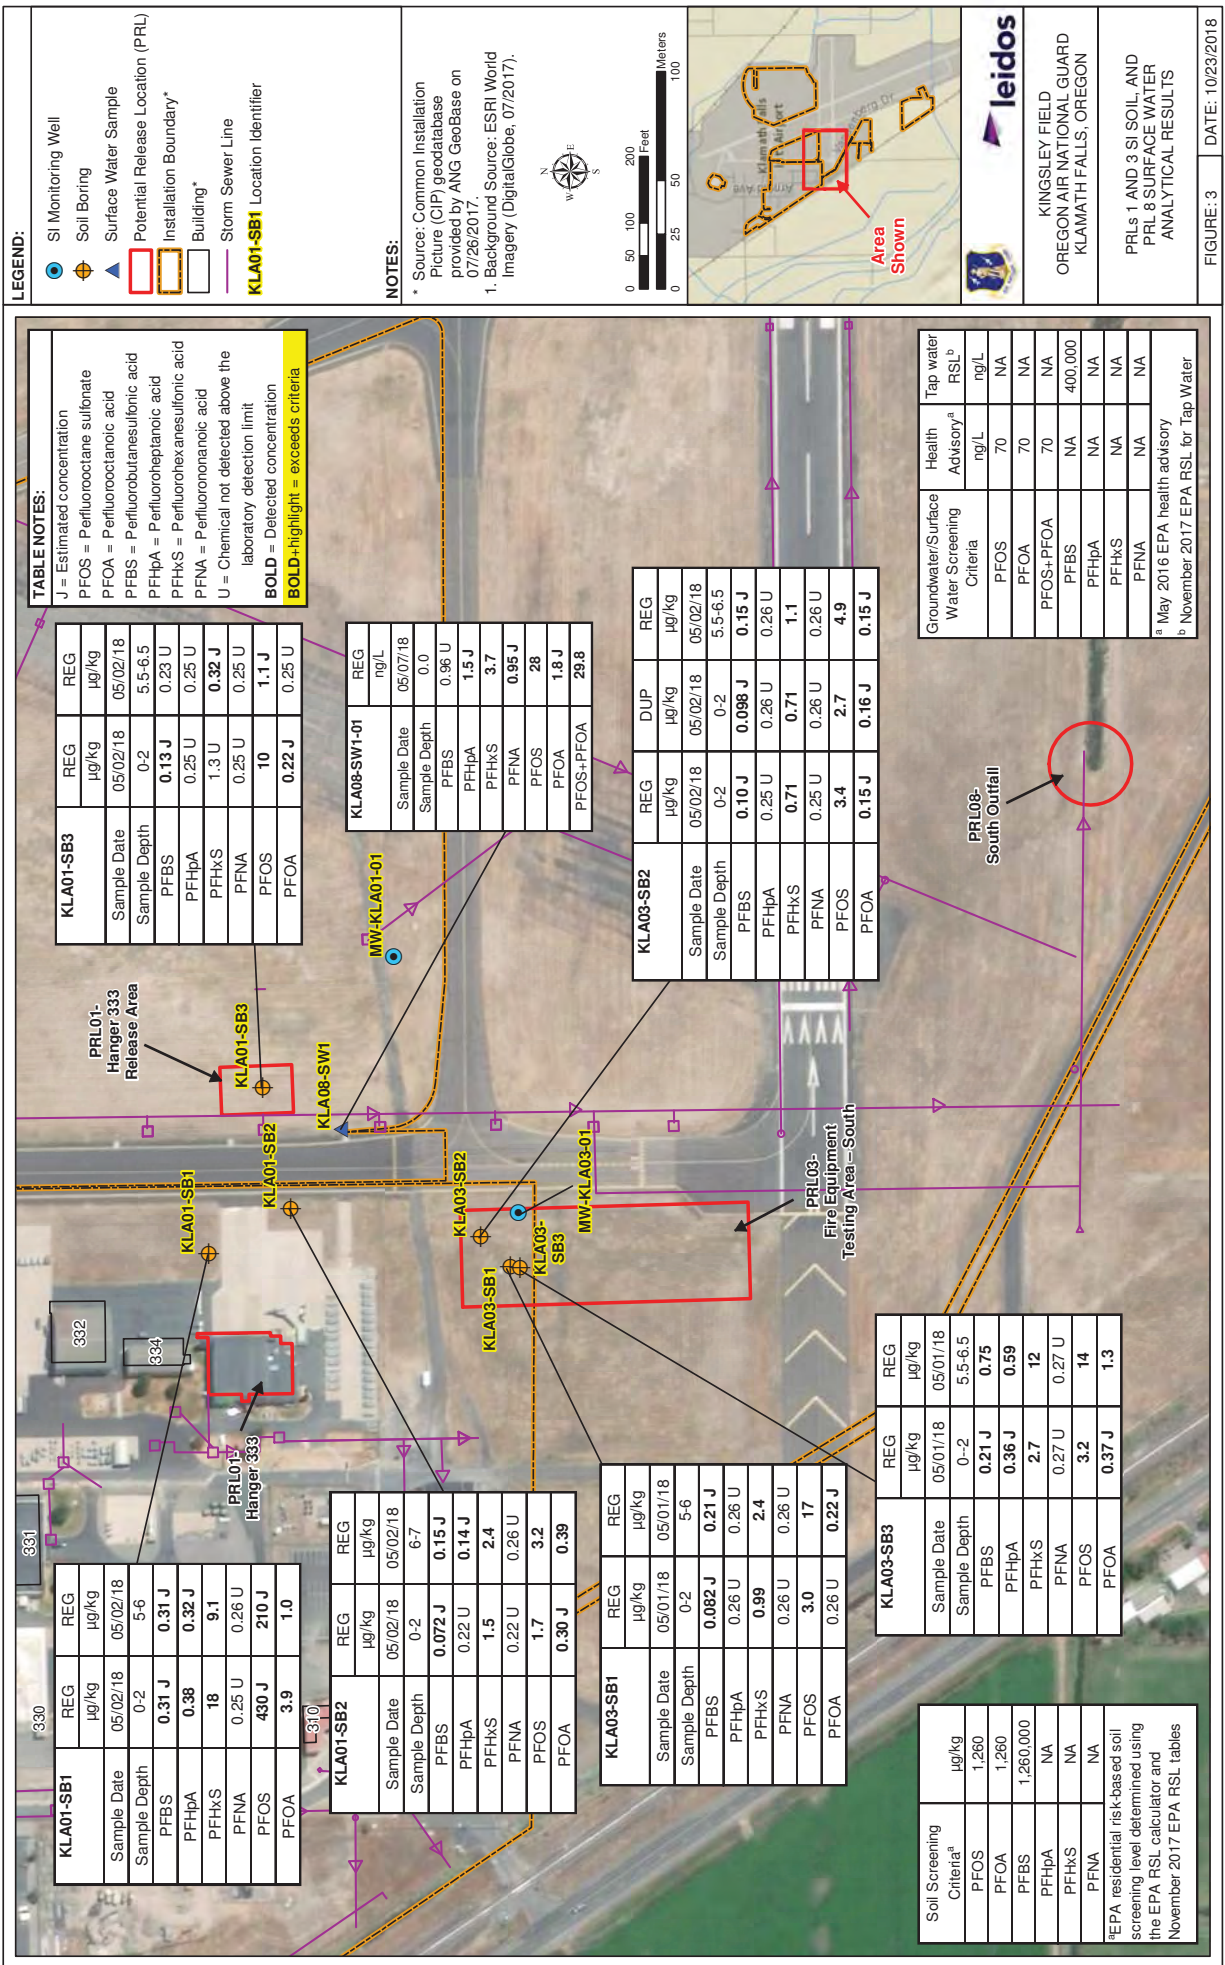 LEGEND:
SI Monitoring Well
Soil Boring
Surface Water Sample
Potential Release Location (PRL)
Installation Boundary*
Building*
Storm Sewer Line
KLA01-SB1 Location Identifier
NOTES:
* Source: Common Installation
Picture (CIP) geodatabase
provided by ANG GeoBase on
07/26/2017.
1. Background Source: ESRI World
Imagery (DigitalGlobe, 07/2017).
N
W E
S
0 50 100 200
Feet
0 25 50 100
Meters
Klamath Falls
Airport
Area
Shown
leidos
KINGSLEY FIELD
OREGON AIR NATIONAL GUARD
KLAMATH FALLS, OREGON
PRLs 1 AND 3 SI SOIL, AND
PRL 8 SURFACE WATER
ANALYTICAL RESULTS
FIGURE: 3 DATE: 10/23/2018
TABLE NOTES:
J = Estimated concentration
PFOS = Perfluorooctane sulfonate
PFOA = Perfluorooctanoic acid
PFBS = Perfluorobutanesulfonic acid
PFHpA = Perfluoroheptanoic acid
PFHxS = Perfluorohexanesulfonic acid
PFNA = Perfluorononanoic acid
U = Chemical not detected above the
laboratory detection limit
BOLD = Detected concentration
BOLD+highlight = exceeds criteria
KLA01-SB3 REG REG
µg/kg µg/kg
Sample Date 05/02/18 05/02/18
Sample Depth 0-2 5.5-6.5
PFBS 0.13 J 0.23 U
PFHpA 0.25 U 0.25 U
PFHxS 1.3 U 0.32 J
PFNA 0.25 U 0.25 U
PFOS 10 1.1 J
PFOA 0.22 J 0.25 U
KLA08-SW1-01 REG
ng/L
Sample Date 05/07/18
Sample Depth 0.0
PFBS 0.96 U
PFHpA 1.5 J
PFHxS 3.7
PFNA 0.95 J
PFOS 28
PFOA 1.8 J
PFOS+PFOA 29.8
KLA03-SB2 REG DUP REG
µg/kg µg/kg µg/kg
Sample Date 05/02/18 05/02/18 05/02/18
Sample Depth 0-2 0-2 5.5-6.5
PFBS 0.10 J 0.098 J 0.15 J
PFHpA 0.25 U 0.26 U 0.26 U
PFHxS 0.71 0.71 1.1
PFNA 0.25 U 0.26 U 0.26 U
PFOS 3.4 2.7 4.9
PFOA 0.15 J 0.16 J 0.15 J
Groundwater/Surface Health Tap water
Water Screening Advisorya RSLb
Criteria ng/L ng/L
PFOS 70 NA
PFOA 70 NA
PFOS+PFOA 70 NA
PFBS NA 400,000
PFHpA NA NA
PFHxS NA NA
PFNA NA NA
a May 2016 EPA health advisory
b November 2017 EPA RSL for Tap Water
PRL01-
Hanger 333
Release Area
KLA01-SB3
KLA08-SW1
MW-KLA01-01
KLA01-SB1
KLA01-SB2
332
334
331
330
310
PRL01-
Hanger 333
KLA03-SB2
KLA03-SB1
KLA03-
SB3
MW-KLA03-01
PRL03-
Fire Equipment
Testing Area – South
PRL08-
South Outfall
KLA01-SB1 REG REG
µg/kg µg/kg
Sample Date 05/02/18 05/02/18
Sample Depth 0-2 5-6
PFBS 0.31 J 0.31 J
PFHpA 0.38 0.32 J
PFHxS 18 9.1
PFNA 0.25 U 0.26 U
PFOS 430 J 210 J
PFOA 3.9 1.0
KLA01-SB2 REG REG
µg/kg µg/kg
Sample Date 05/02/18 05/02/18
Sample Depth 0-2 6-7
PFBS 0.072 J 0.15 J
PFHpA 0.22 U 0.14 J
PFHxS 1.5 2.4
PFNA 0.22 U 0.26 U
PFOS 1.7 3.2
PFOA 0.30 J 0.39
KLA03-SB1 REG REG
µg/kg µg/kg
Sample Date 05/01/18 05/01/18
Sample Depth 0-2 5-6
PFBS 0.082 J 0.21 J
PFHpA 0.26 U 0.26 U
PFHxS 0.99 2.4
PFNA 0.26 U 0.26 U
PFOS 3.0 17
PFOA 0.26 U 0.22 J
KLA03-SB3 REG REG
µg/kg µg/kg
Sample Date 05/01/18 05/01/18
Sample Depth 0--2 5.5-6.5
PFBS 0.21 J 0.75
PFHpA 0.36 J 0.59
PFHxS 2.7 12
PFNA 0.27 U 0.27 U
PFOS 3.2 14
PFOA 0.37 J 1.3
Soil Screening
Criteriaa µg/kg
PFOS 1,260
PFOA 1,260
PFBS 1,260,000
PFHpA NA
PFHxS NA
PFNA NA
aEPA residential risk-based soil
screening level determined using
the EPA RSL calculator and
November 2017 EPA RSL tables